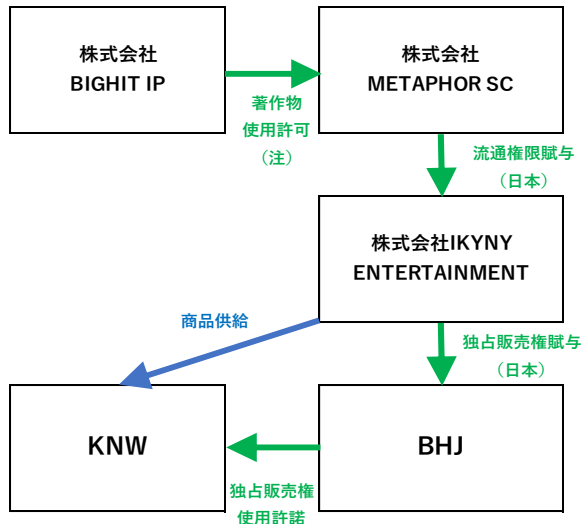 株式会社
BIGHIT IP
株式会社
METAPHOR SC
著作物
使用許可
（注）
流通権限賦与
（日本）
株式会社IKYNY
ENTERTAINMENT
商品供給
独占販売権賦与
（日本）
KNW
BHJ
独占販売権
使用許諾